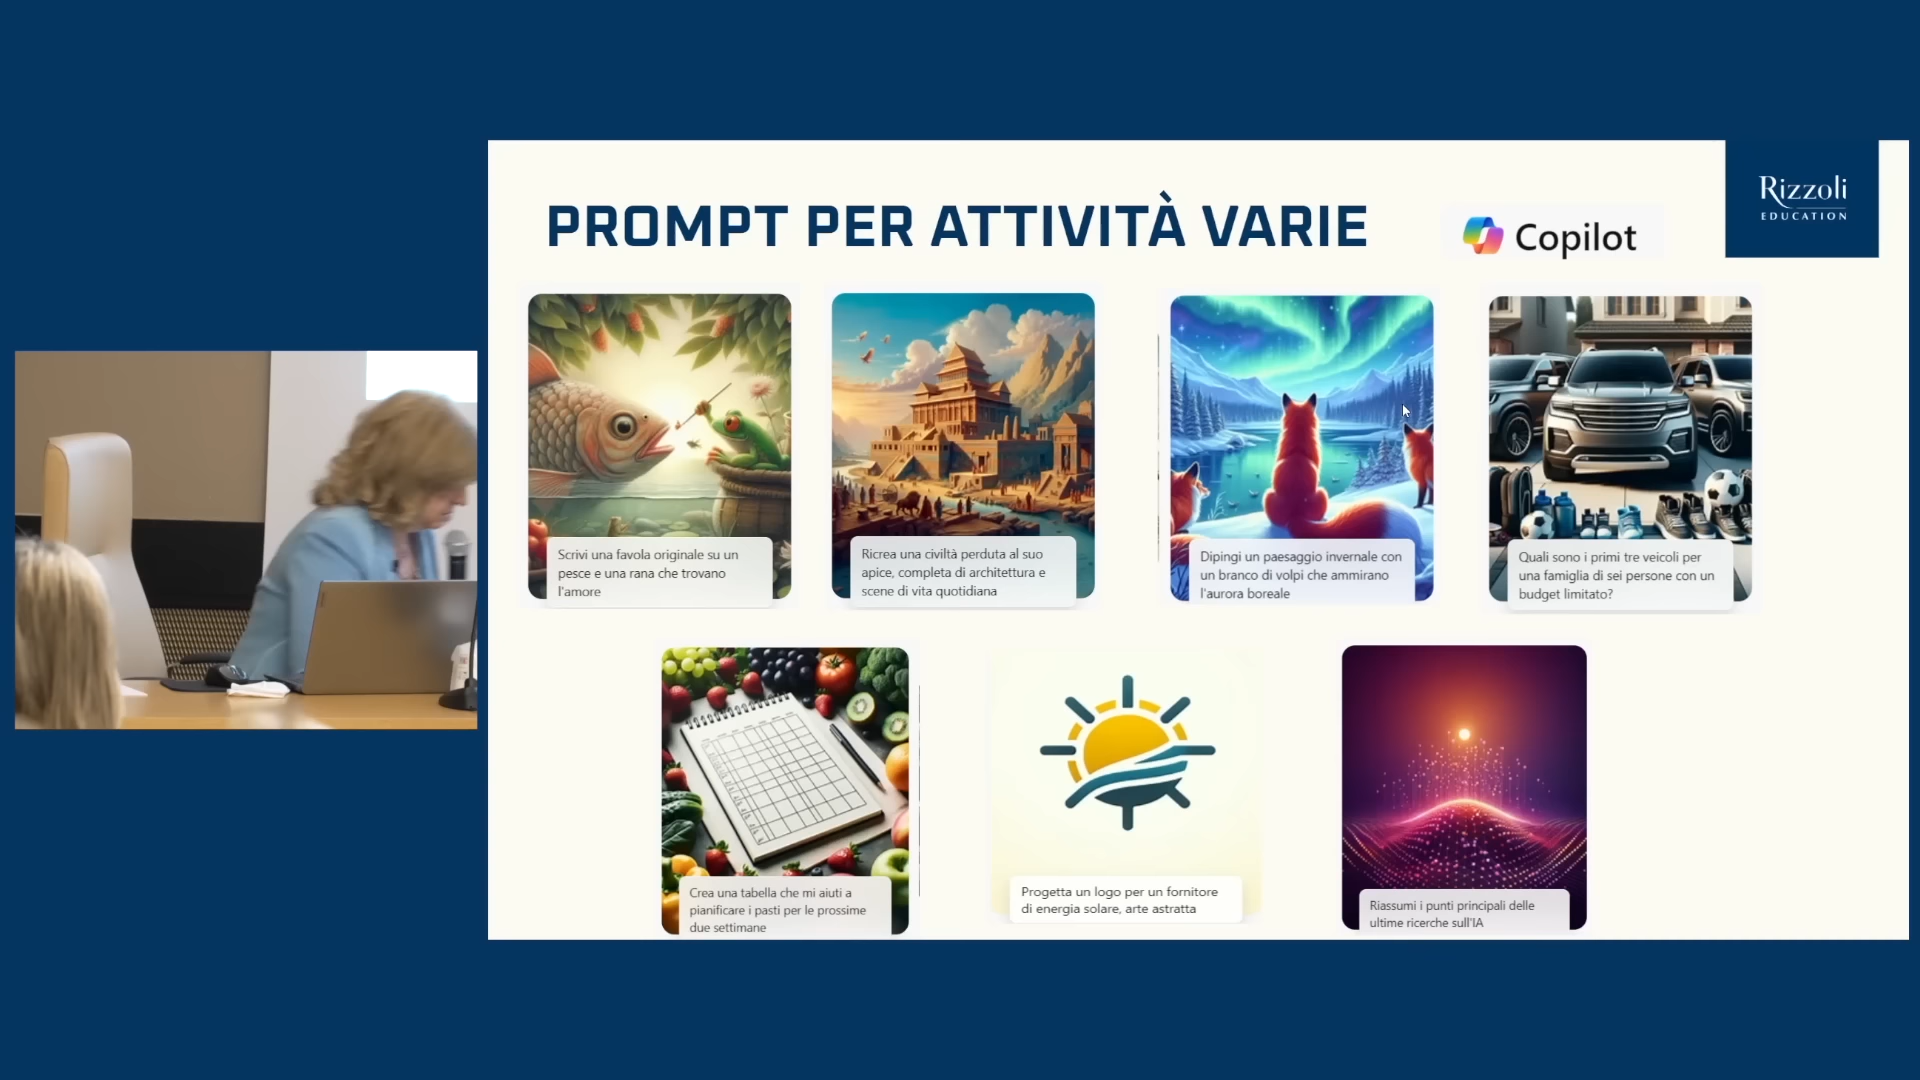 PROMPT PER ATTIVITÀ VARIE
Copilot
Rizzoli
EDUCATION
Scrivi una favola originale su un
pesce e una rana che trovano
l'amore
Ricrea una civiltà perduta al suo
apice, completa di architettura e
scene di vita quotidiana
Dipingi un paesaggio invernale con
un branco di volpi che ammirano
l'aurora boreale
Quali sono i primi tre veicoli per
una famiglia di sei persone con un
budget limitato?
Crea una tabella che mi aiuti a
pianificare i pasti per le prossime
due settimane
Progetta un logo per un fornitore
di energia solare, arte astratta
Riassumi i punti principali delle
ultime ricerche sull'IA